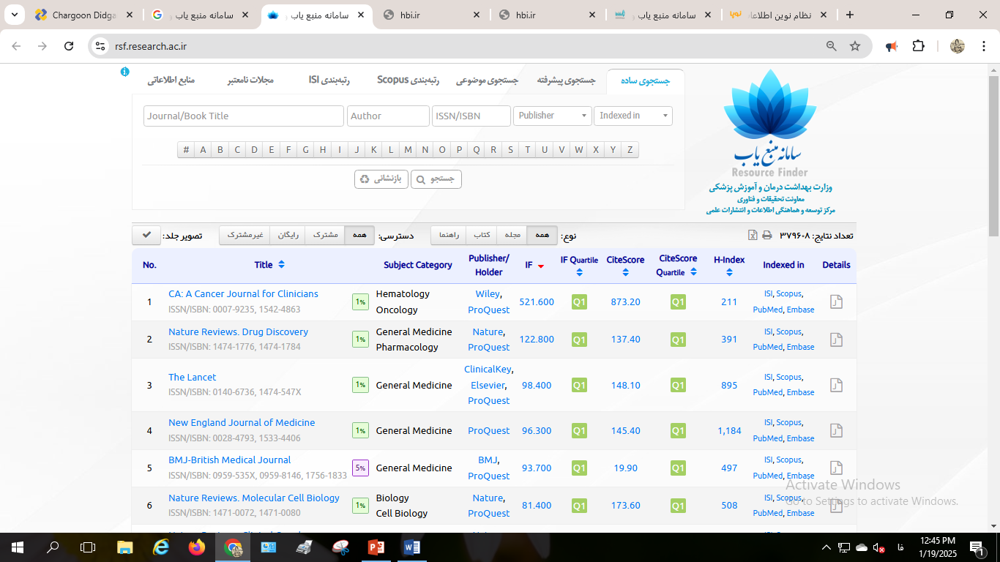 Chargoon Didga
سامانه منبع یاب و
سامانه منبع یاب و
hbi.ir
hbi.ir
سامانه منبع یاب و
نظام نوین اطلاعا
rsf.research.ac.ir
جستجوی ساده
جستجوی پیشرفته
جستجوی موضوعی
رتبه‌بندی Scopus
رتبه‌بندی ISI
مجلات نامعتبر
منابع اطلاعاتی
Journal/Book Title Author ISSN/ISBN Publisher Indexed in
# A B C D E F G H I J K L M N O P Q R S T U V W X Y Z
جستجو
بازنشانی
سامانه منبع یاب
Resource Finder
وزارت بهداشت درمان و آموزش پزشکی
معاونت تحقیقات و فناوری
مرکز توسعه و هماهنگی اطلاعات و انتشارات علمی
تعداد نتایج: ۳۷۹۶۰۸
نوع: همه مجله کتاب راهنما
دسترسی: همه مشترک رایگان غیرمشترک
تصویر جلد:
No. Title Subject Category Publisher/ Holder IF IF Quartile CiteScore CiteScore Quartile H-Index Indexed in Details
1 CA: A Cancer Journal for Clinicians 1% Hematology Wiley, 521.600 Q1 873.20 Q1 211 ISI, Scopus,
ISSN/ISBN: 0007-9235, 1542-4863 Oncology ProQuest PubMed, Embase
2 Nature Reviews. Drug Discovery 1% General Medicine Nature, 122.800 Q1 137.40 Q1 391 ISI, Scopus,
ISSN/ISBN: 1474-1776, 1474-1784 Pharmacology ProQuest PubMed, Embase
3 The Lancet 1% General Medicine ClinicalKey, Elsevier, ProQuest 98.400 Q1 148.10 Q1 895 ISI, Scopus,
ISSN/ISBN: 0140-6736, 1474-547X PubMed, Embase
4 New England Journal of Medicine 1% General Medicine ProQuest 96.300 Q1 145.40 Q1 1,184 ISI, Scopus,
ISSN/ISBN: 0028-4793, 1533-4406 PubMed, Embase
5 BMJ-British Medical Journal 5% General Medicine BMJ, 93.700 Q1 19.90 Q1 497 ISI, Scopus,
ISSN/ISBN: 0959-535X, 0959-8146, 1756-1833 ProQuest PubMed, Embase
6 Nature Reviews. Molecular Cell Biology 1% Biology Nature, 81.400 Q1 173.60 Q1 508 ISI, Scopus,
ISSN/ISBN: 1471-0072, 1471-0080 Cell Biology ProQuest PubMed, Embase
Activate Windows
Go to Settings to activate Windows.
فا
12:45 PM
1/19/2025
1